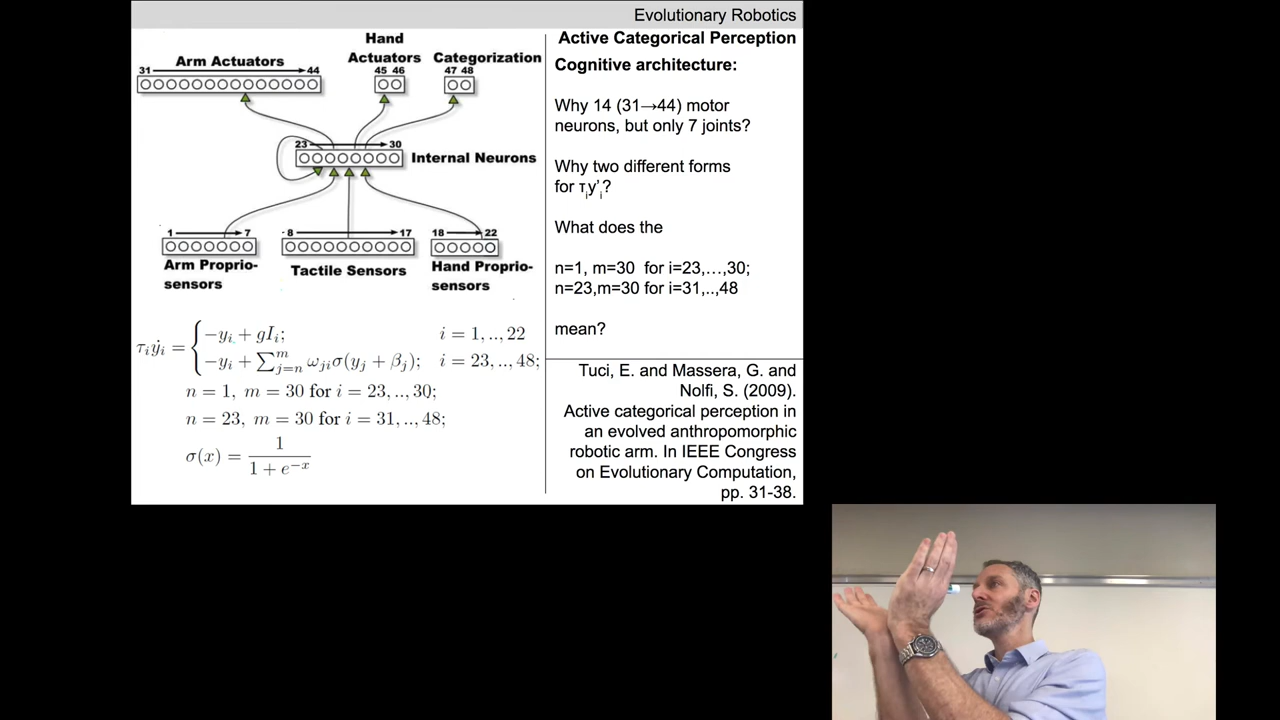 Evolutionary Robotics
Hand
Arm Actuators
Actuators Categorization
31 44
45 46
47 48
23 30
Internal Neurons
1 7
8 17
18 22
Arm Proprio-
sensors
Tactile Sensors
Hand Proprio-
sensors
τiẏi = { −yi + gIi; i = 1,..,22
−yi + ∑j=n^m ωjiσ(yj + βj); i = 23,..,48;
n = 1, m = 30 for i = 23,..,30;
n = 23, m = 30 for i = 31,..,48;
σ(x) = 1 / (1 + e^−x)
Active Categorical Perception
Cognitive architecture:
Why 14 (31→44) motor
neurons, but only 7 joints?
Why two different forms
for τiy'i?
What does the
n=1, m=30 for i=23,...,30;
n=23,m=30 for i=31,..,48
mean?
Tuci, E. and Massera, G. and
Nolfi, S. (2009).
Active categorical perception in
an evolved anthropomorphic
robotic arm. In IEEE Congress
on Evolutionary Computation,
pp. 31-38.